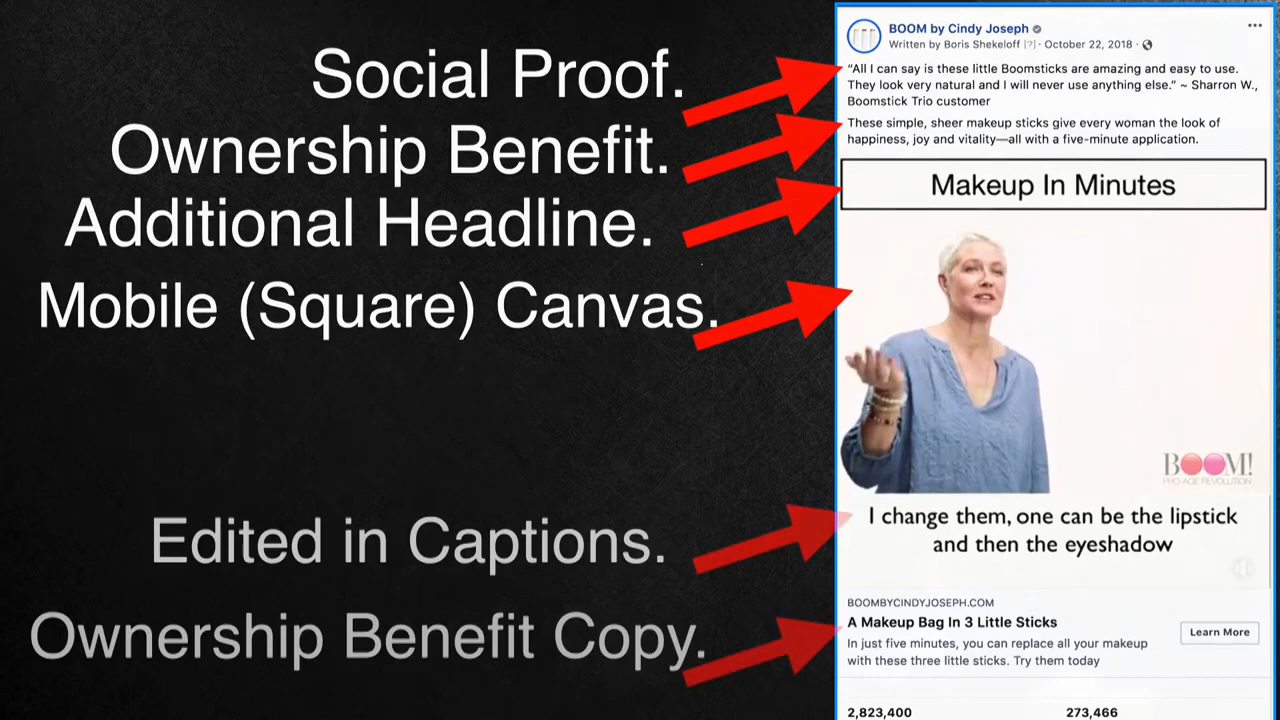 Social Proof.
Ownership Benefit.
Additional Headline.
Mobile (Square) Canvas.
Edited in Captions.
Ownership Benefit Copy.
BOOM by Cindy Joseph
Written by Boris Shekeloff [?] · October 22, 2018 ·
“All I can say is these little Boomsticks are amazing and easy to use.
They look very natural and I will never use anything else.” ~ Sharron W.,
Boomstick Trio customer
These simple, sheer makeup sticks give every woman the look of
happiness, joy and vitality—all with a five-minute application.
Makeup In Minutes
BOOM!
PRO-AGE REVOLUTION
I change them, one can be the lipstick
and then the eyeshadow
BOOMBYCINDYJOSEPH.COM
A Makeup Bag In 3 Little Sticks
In just five minutes, you can replace all your makeup
with these three little sticks. Try them today
Learn More
2,823,400
273,466